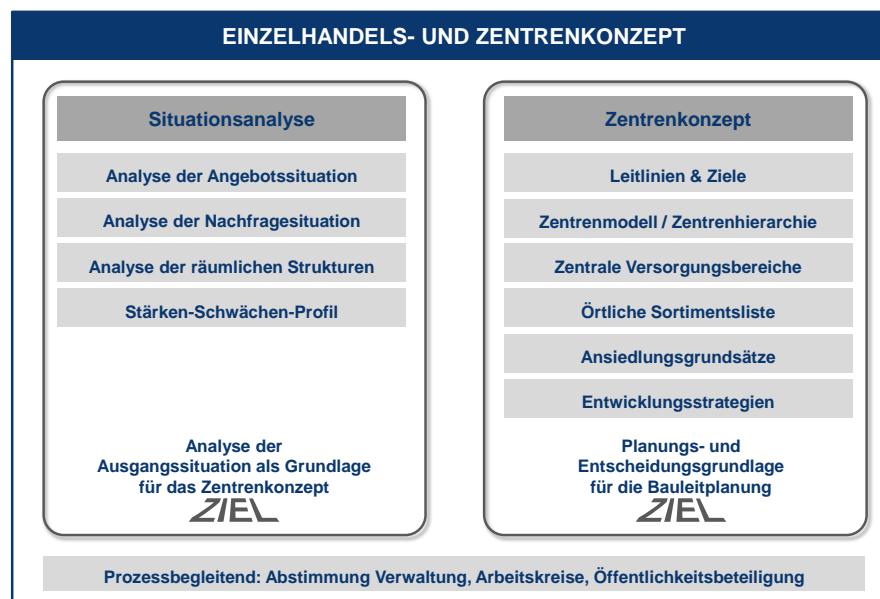 EINZELHANDELS- UND ZENTRENKONZEPT
Situationsanalyse
Analyse der Angebotssituation
Analyse der Nachfragesituation
Analyse der räumlichen Strukturen
Stärken-Schwächen-Profil
Analyse der
Ausgangssituation als Grundlage
für das Zentrenkonzept
ZIEL
Zentrenkonzept
Leitlinien & Ziele
Zentrenmodell / Zentrenhierarchie
Zentrale Versorgungsbereiche
Örtliche Sortimentsliste
Ansiedlungsgrundsätze
Entwicklungsstrategien
Planungs- und
Entscheidungsgrundlage
für die Bauleitplanung
ZIEL
Prozessbegleitend: Abstimmung Verwaltung, Arbeitskreise, Öffentlichkeitsbeteiligung